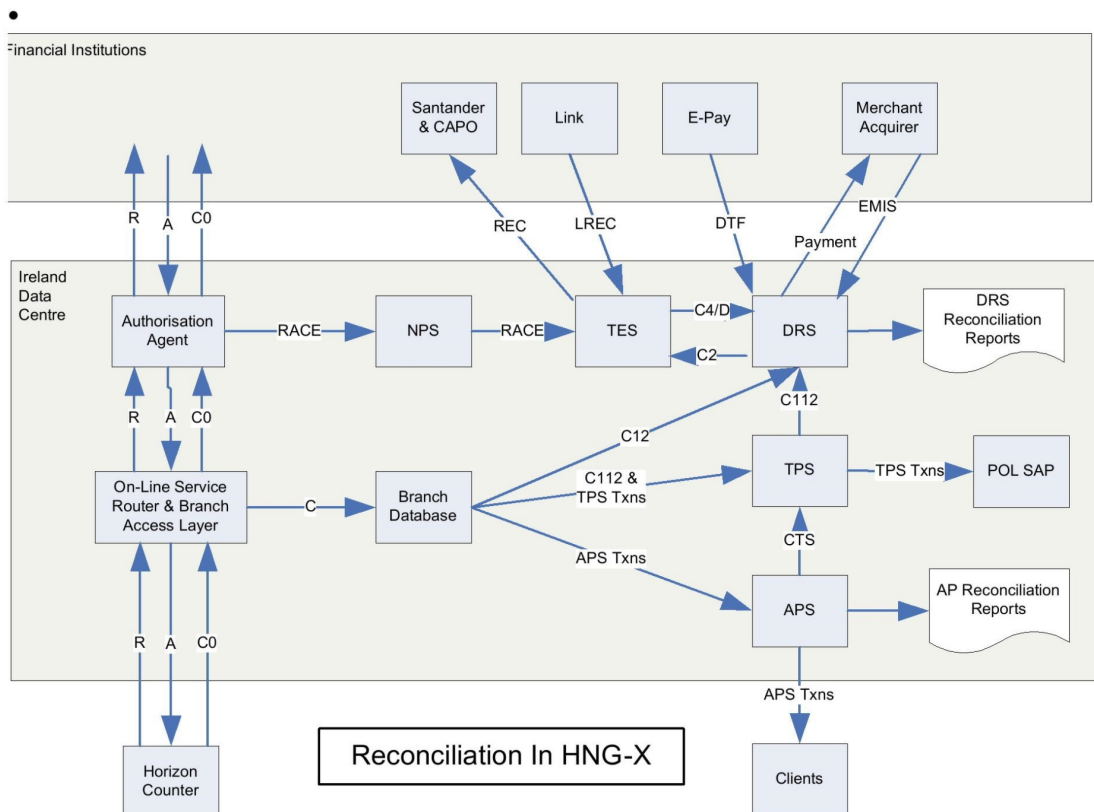 Financial Institutions
Santander
& CAPO
Link
E-Pay
Merchant
Acquirer
R
A
C0
REC
LREC
DTF
Payment
EMIS
Ireland
Data
Centre
Authorisation
Agent
RACE
NPS
RACE
TES
C4/D
C2
DRS
DRS
Reconciliation
Reports
R
A
C0
C12
C112
C112 &
TPS Txns
TPS
TPS Txns
POL SAP
On-Line Service
Router & Branch
Access Layer
C
Branch
Database
APS Txns
CTS
APS
AP Reconciliation
Reports
R
A
C0
APS Txns
Horizon
Counter
Reconciliation In HNG-X
Clients